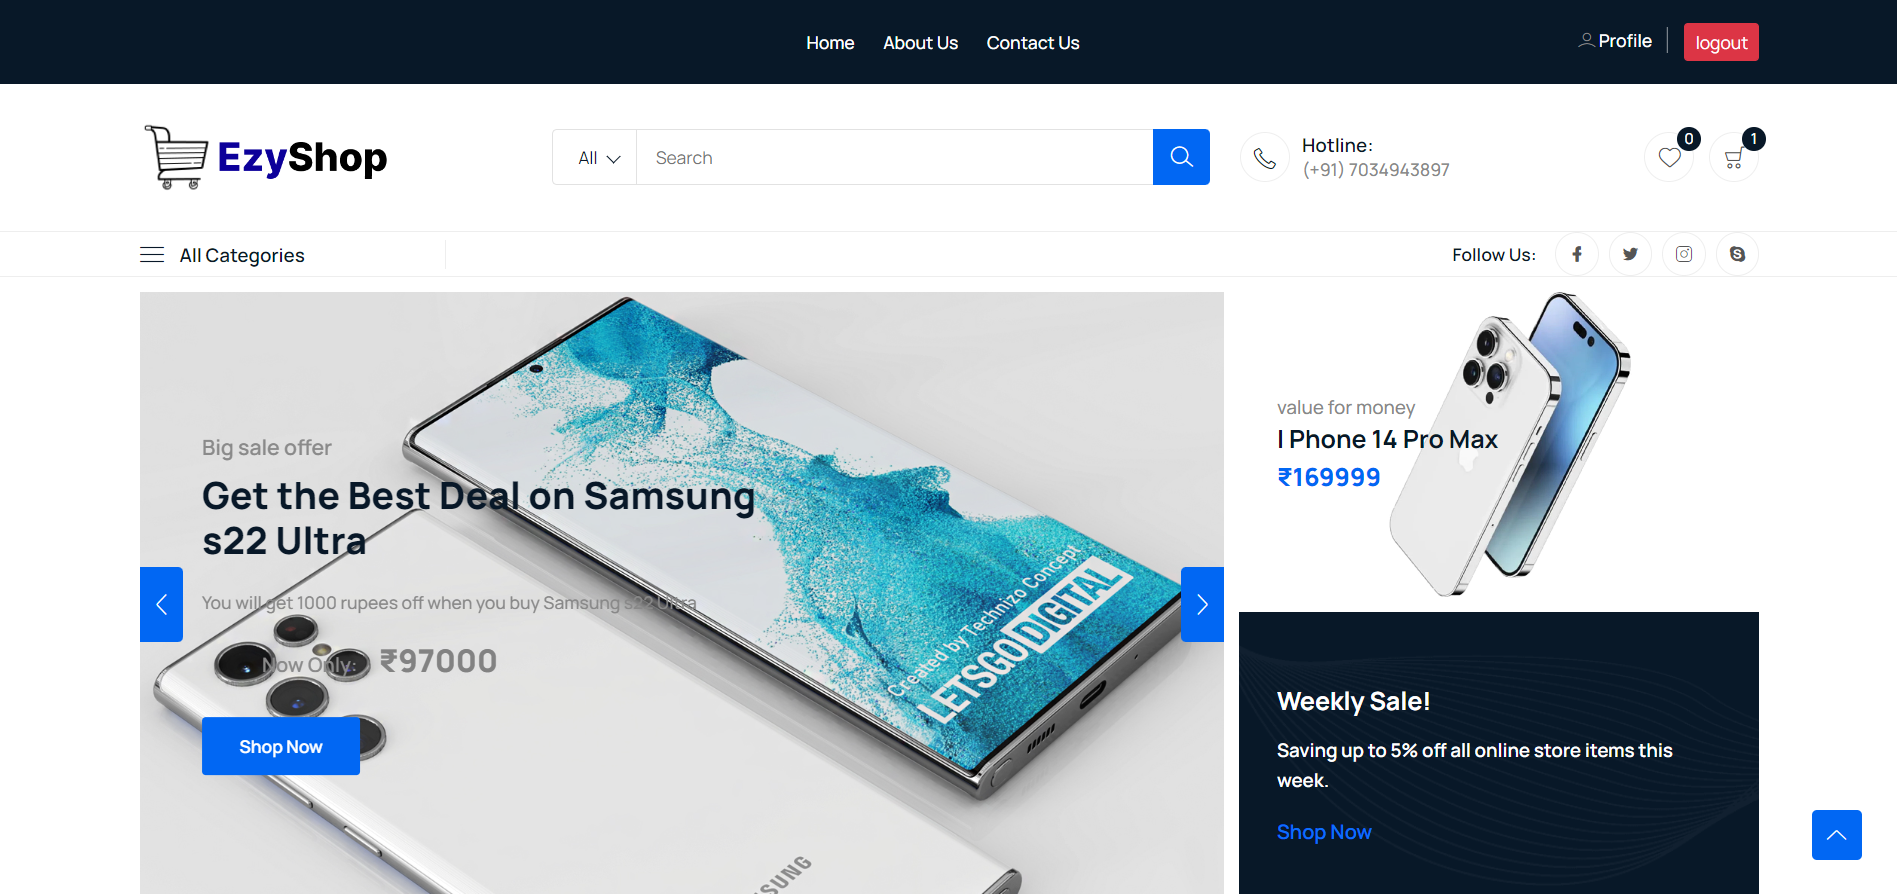 Home About Us Contact Us
Profile
logout
EzyShop
All
Search
Hotline:
(+91) 7034943897
0
1
All Categories
Follow Us:
Big sale offer
Get the Best Deal on Samsung
s22 Ultra
You will get 1000 rupees off when you buy Samsung s22 Ultra
Now Only: ₹97000
Shop Now
Created by Technizo Concept
LETSGODIGITAL
SUNG
value for money
I Phone 14 Pro Max
₹169999
Weekly Sale!
Saving up to 5% off all online store items this
week.
Shop Now